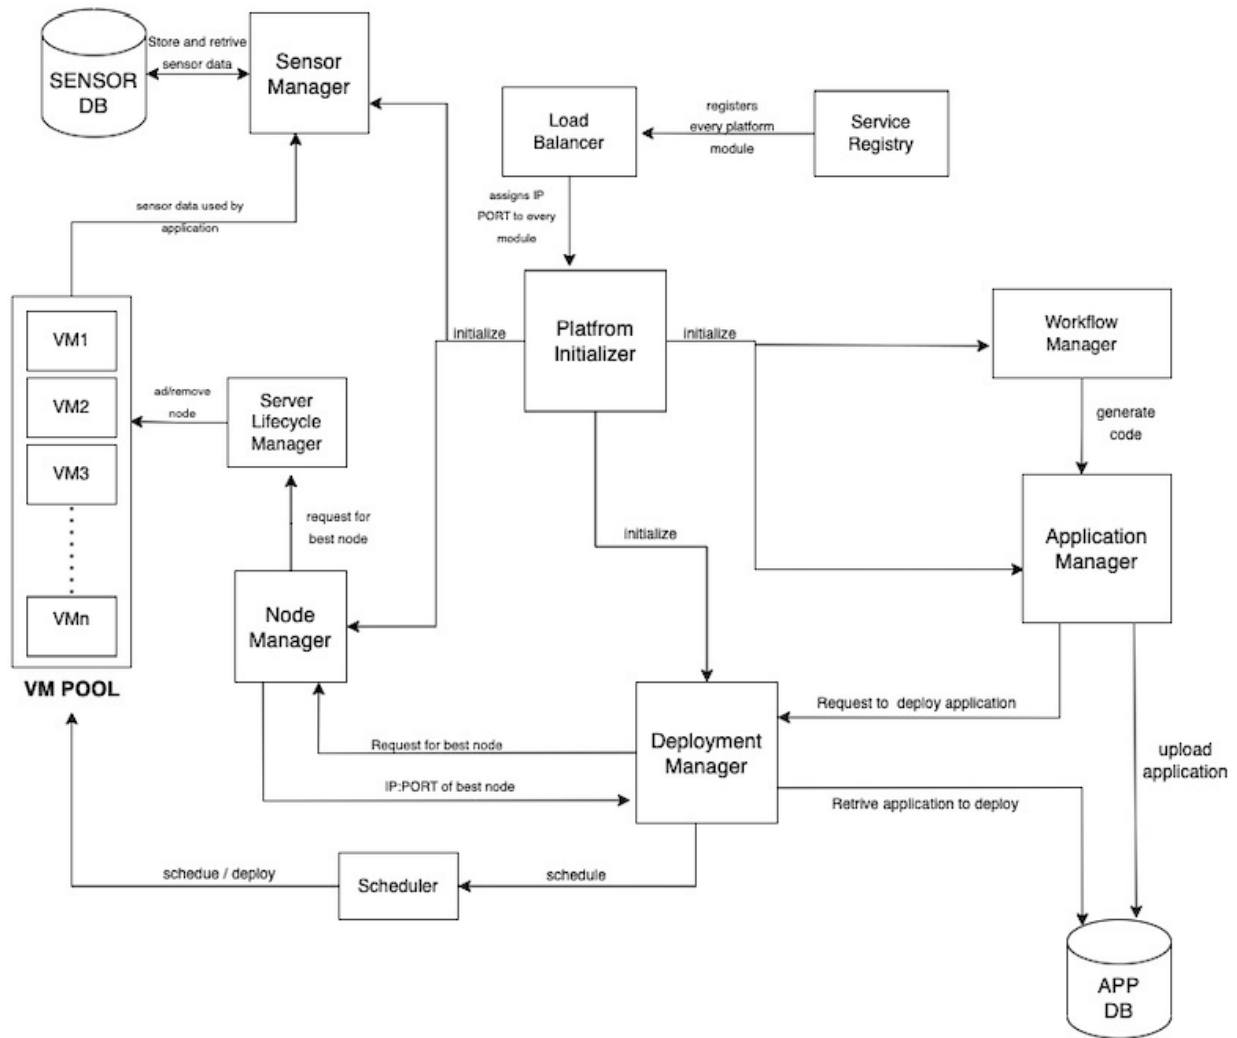 Store and retrive
sensor data
SENSOR
DB
Sensor
Manager
Load
Balancer
registers
every platform
module
Service
Registry
sensor data used by
application
assigns IP
PORT to every
module
VM1
VM2
VM3
VMn
VM POOL
ad/remove
node
Server
Lifecycle
Manager
initialize
Platfrom
Initializer
initialize
Workflow
Manager
generate
code
request for
best node
initialize
Application
Manager
Node
Manager
Request to deploy application
Request for best node
Deployment
Manager
upload
application
IP:PORT of best node
Retrive application to deploy
schedue / deploy
Scheduler
schedule
APP
DB